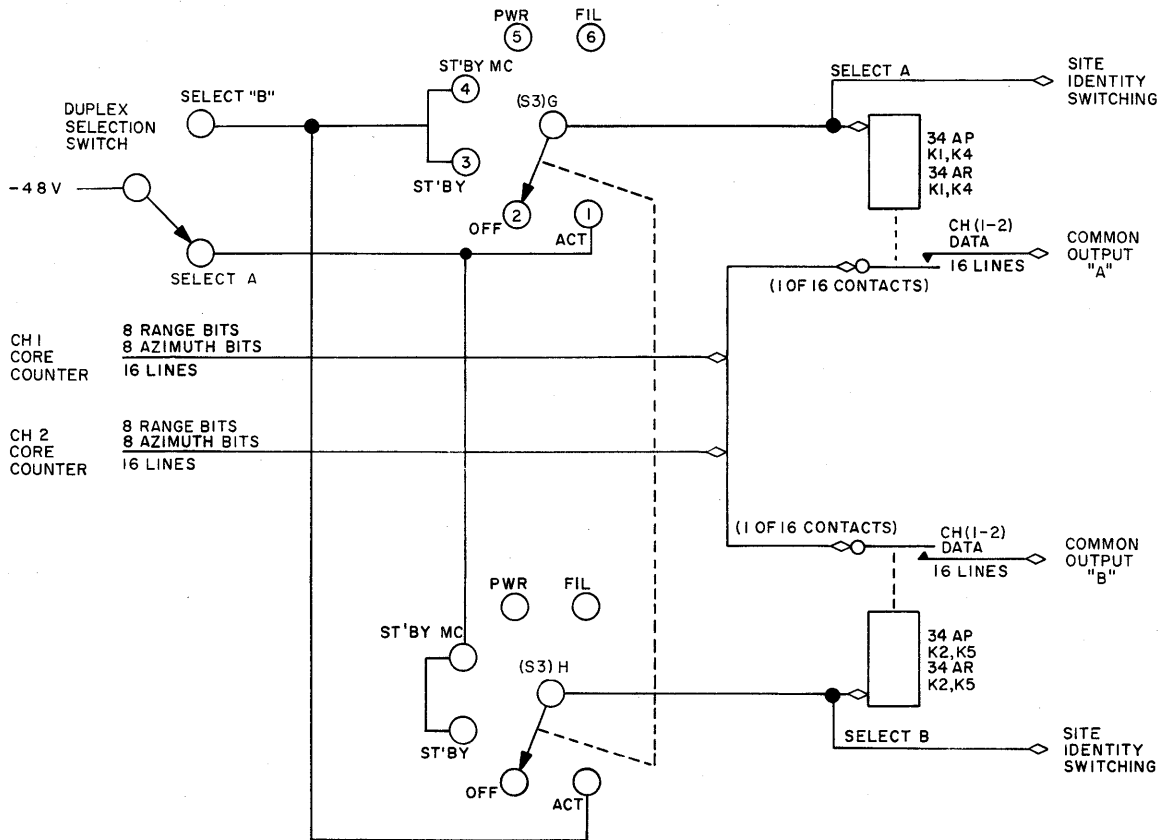 PWR
5
FIL
6
ST'BY MC
4
SELECT "B"
DUPLEX
SELECTION
SWITCH
(S3)G
SELECT A
SITE
IDENTITY
SWITCHING
34 AP
K1,K4
34 AR
K1,K4
3
ST'BY
-48V
OFF
2
1
ACT
SELECT A
CH (1-2)
DATA
16 LINES
COMMON
OUTPUT
"A"
(1 OF 16 CONTACTS)
CH 1
CORE
COUNTER
8 RANGE BITS
8 AZIMUTH BITS
16 LINES
CH 2
CORE
COUNTER
8 RANGE BITS
8 AZIMUTH BITS
16 LINES
(1 OF 16 CONTACTS)
CH(1-2)
DATA
16 LINES
COMMON
OUTPUT
"B"
PWR
FIL
ST'BY MC
(S3) H
34 AP
K2,K5
34 AR
K2,K5
ST'BY
SELECT B
SITE
IDENTITY
SWITCHING
OFF
ACT